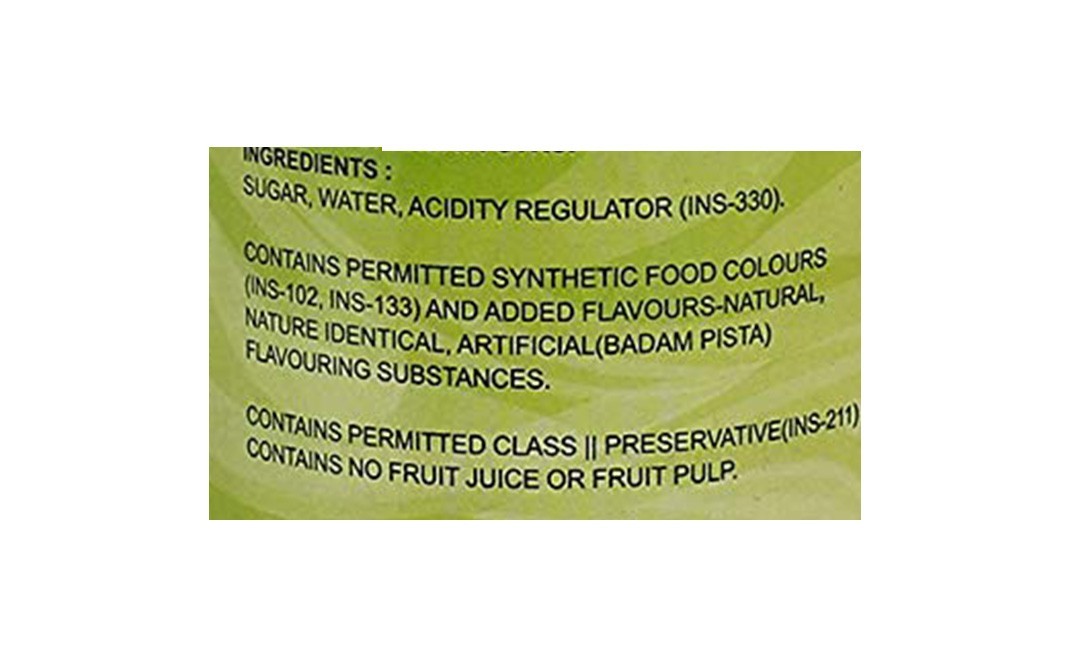 INGREDIENTS :
SUGAR, WATER, ACIDITY REGULATOR (INS-330).
CONTAINS PERMITTED SYNTHETIC FOOD COLOURS
(INS-102, INS-133) AND ADDED FLAVOURS-NATURAL,
NATURE IDENTICAL, ARTIFICIAL(BADAM PISTA)
FLAVOURING SUBSTANCES.
CONTAINS PERMITTED CLASS || PRESERVATIVE(INS-211)
CONTAINS NO FRUIT JUICE OR FRUIT PULP.